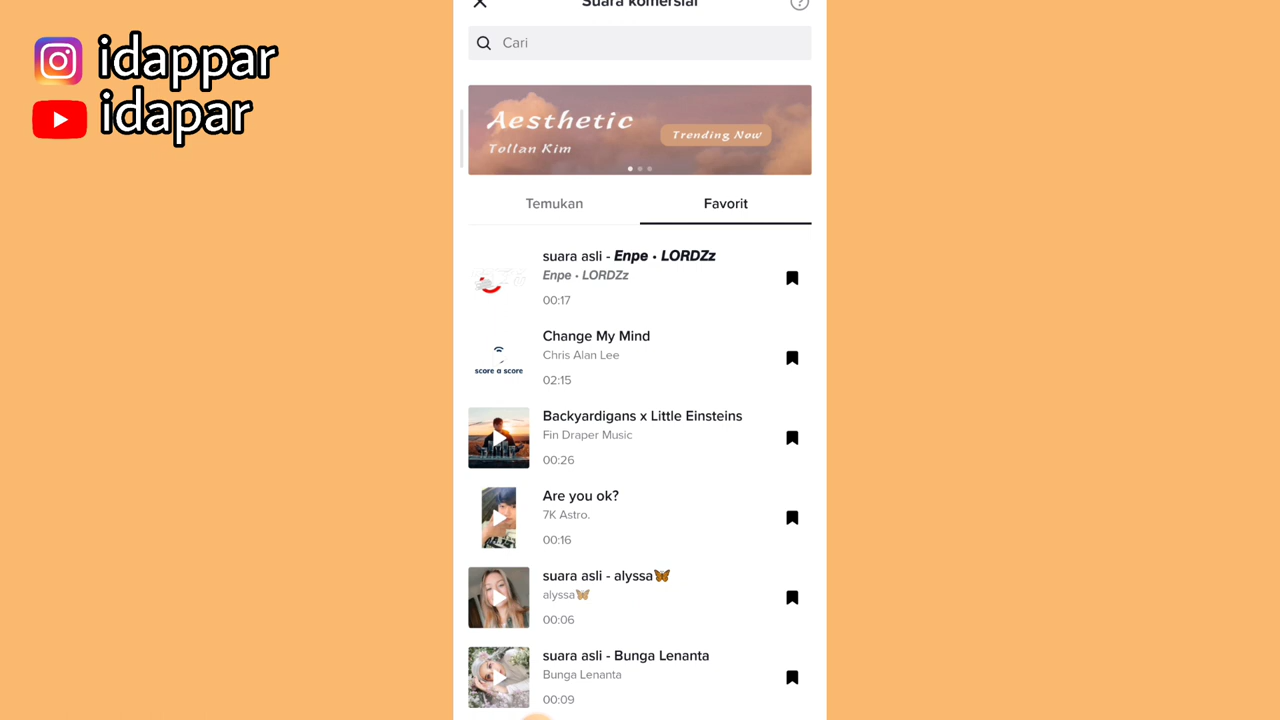 idappar
idapar
Suara komersial
?
Cari
Aesthetic
Tollan Kim
Trending Now
Temukan
Favorit
suara asli - Enpe • LORDZz
Enpe • LORDZz
00:17
score a score
Change My Mind
Chris Alan Lee
02:15
Backyardigans x Little Einsteins
Fin Draper Music
00:26
Are you ok?
7K Astro.
00:16
suara asli - alyssa🦋
alyssa🦋
00:06
suara asli - Bunga Lenanta
Bunga Lenanta
00:09